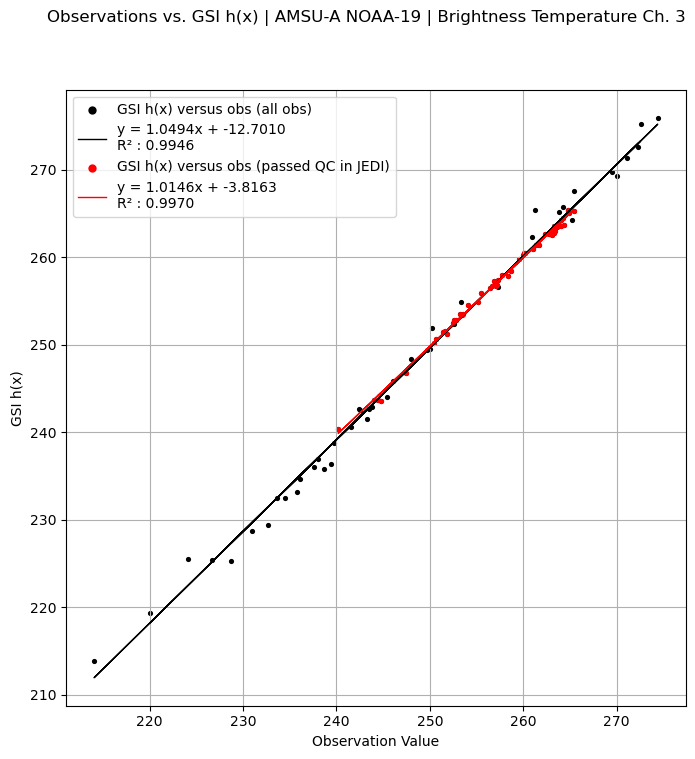 Observations vs. GSI h(x) | AMSU-A NOAA-19 | Brightness Temperature Ch. 3
GSI h(x) versus obs (all obs)
y = 1.0494x + -12.7010
R² : 0.9946
GSI h(x) versus obs (passed QC in JEDI)
y = 1.0146x + -3.8163
R² : 0.9970
GSI h(x)
270
260
250
240
230
220
210
220 230 240 250 260 270
Observation Value